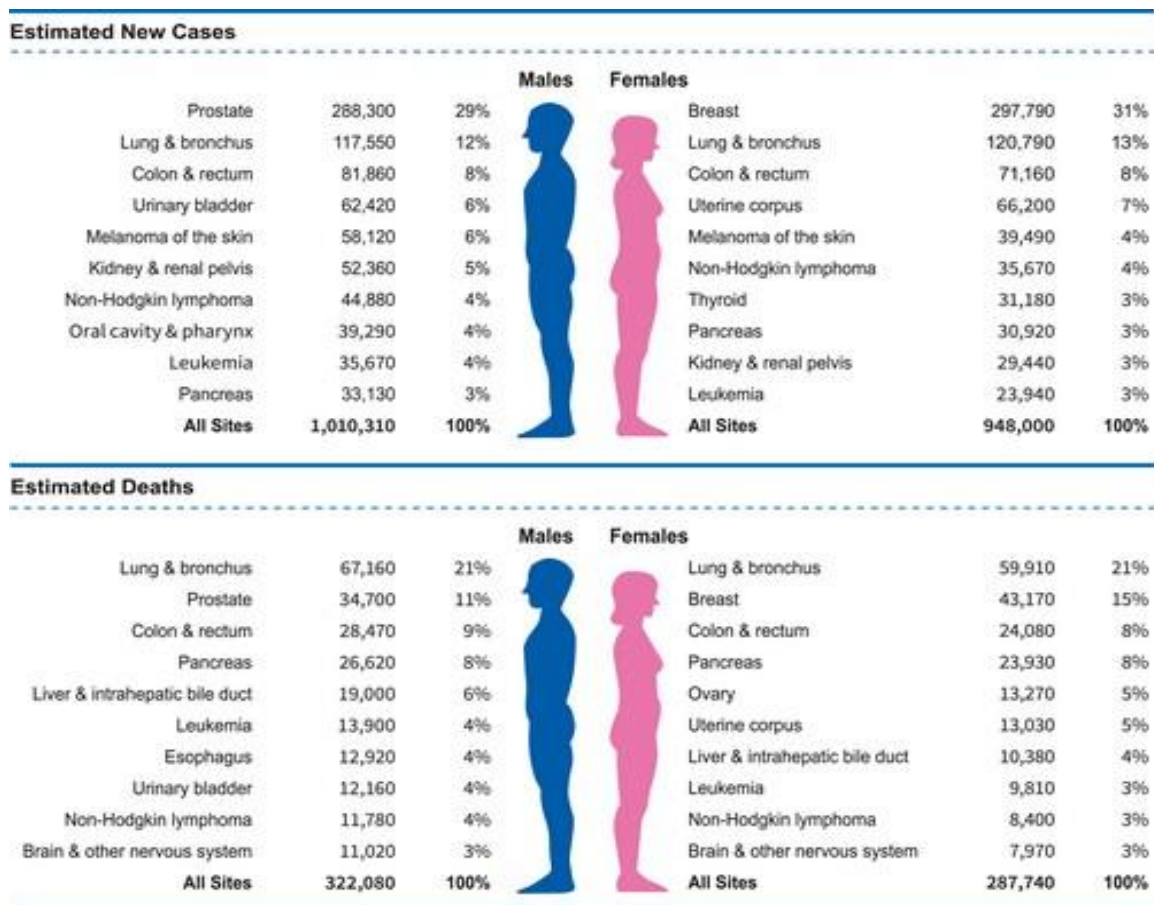 Estimated New Cases
Males Females
Prostate 288,300 29% Breast 297,790 31%
Lung & bronchus 117,550 12% Lung & bronchus 120,790 13%
Colon & rectum 81,860 8% Colon & rectum 71,160 8%
Urinary bladder 62,420 6% Uterine corpus 66,200 7%
Melanoma of the skin 58,120 6% Melanoma of the skin 39,490 4%
Kidney & renal pelvis 52,360 5% Non-Hodgkin lymphoma 35,670 4%
Non-Hodgkin lymphoma 44,880 4% Thyroid 31,180 3%
Oral cavity & pharynx 39,290 4% Pancreas 30,920 3%
Leukemia 35,670 4% Kidney & renal pelvis 29,440 3%
Pancreas 33,130 3% Leukemia 23,940 3%
All Sites 1,010,310 100% All Sites 948,000 100%
Estimated Deaths
Males Females
Lung & bronchus 67,160 21% Lung & bronchus 59,910 21%
Prostate 34,700 11% Breast 43,170 15%
Colon & rectum 28,470 9% Colon & rectum 24,080 8%
Pancreas 26,620 8% Pancreas 23,930 8%
Liver & intrahepatic bile duct 19,000 6% Ovary 13,270 5%
Leukemia 13,900 4% Uterine corpus 13,030 5%
Esophagus 12,920 4% Liver & intrahepatic bile duct 10,380 4%
Urinary bladder 12,160 4% Leukemia 9,810 3%
Non-Hodgkin lymphoma 11,780 4% Non-Hodgkin lymphoma 8,400 3%
Brain & other nervous system 11,020 3% Brain & other nervous system 7,970 3%
All Sites 322,080 100% All Sites 287,740 100%